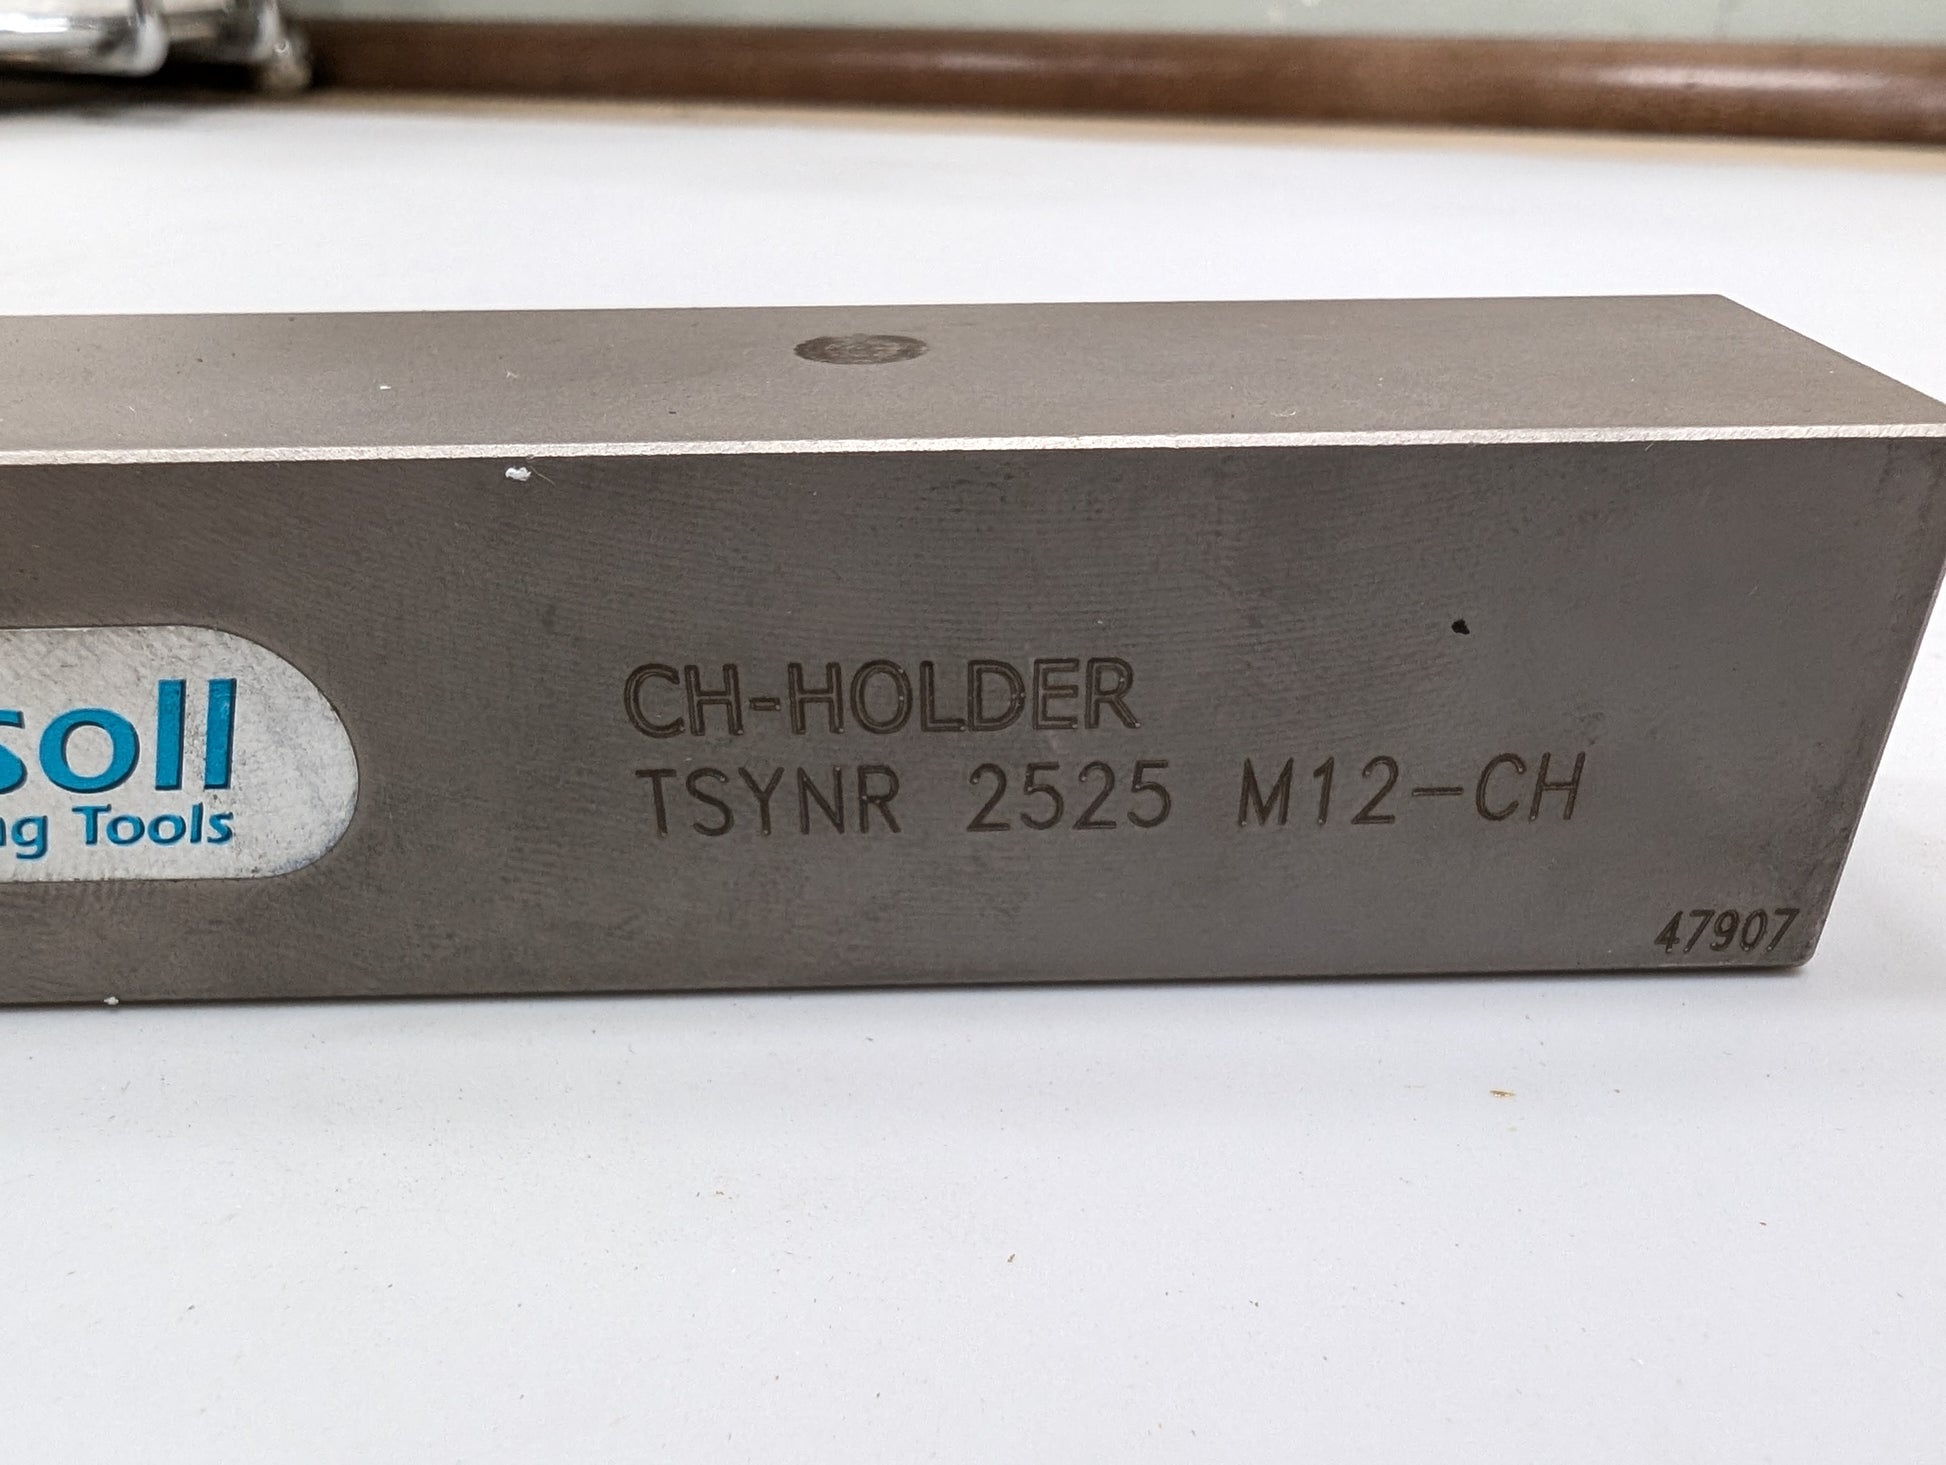 soll
ng Tools
CH-HOLDER
TSYNR 2525 M12-CH
47907